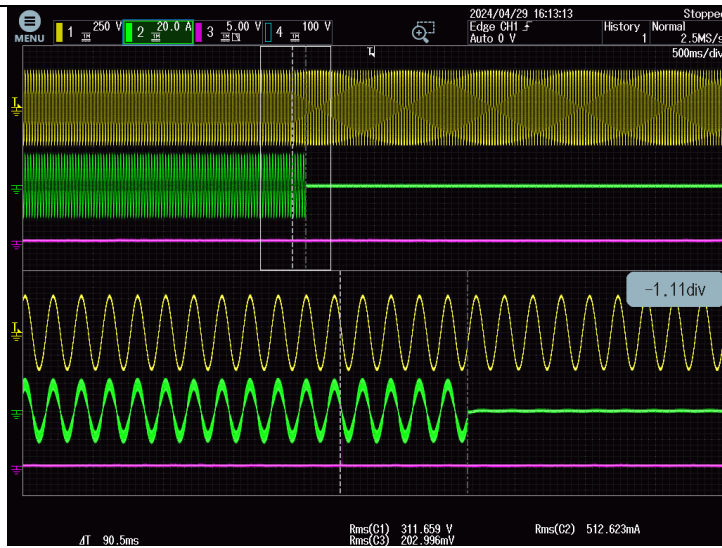 2024/04/29 16:13:13 Stopped
MENU
1 250 V 2 20.0 A 3 5.00 V 4 100 V
Edge CH1
Auto 0 V
History
1
Normal
2.5MS/s
500ms/div
-1.11div
Rms(C1) 311.659 V Rms(C2) 512.623mA
ΔT 90.5ms Rms(C3) 202.996mV